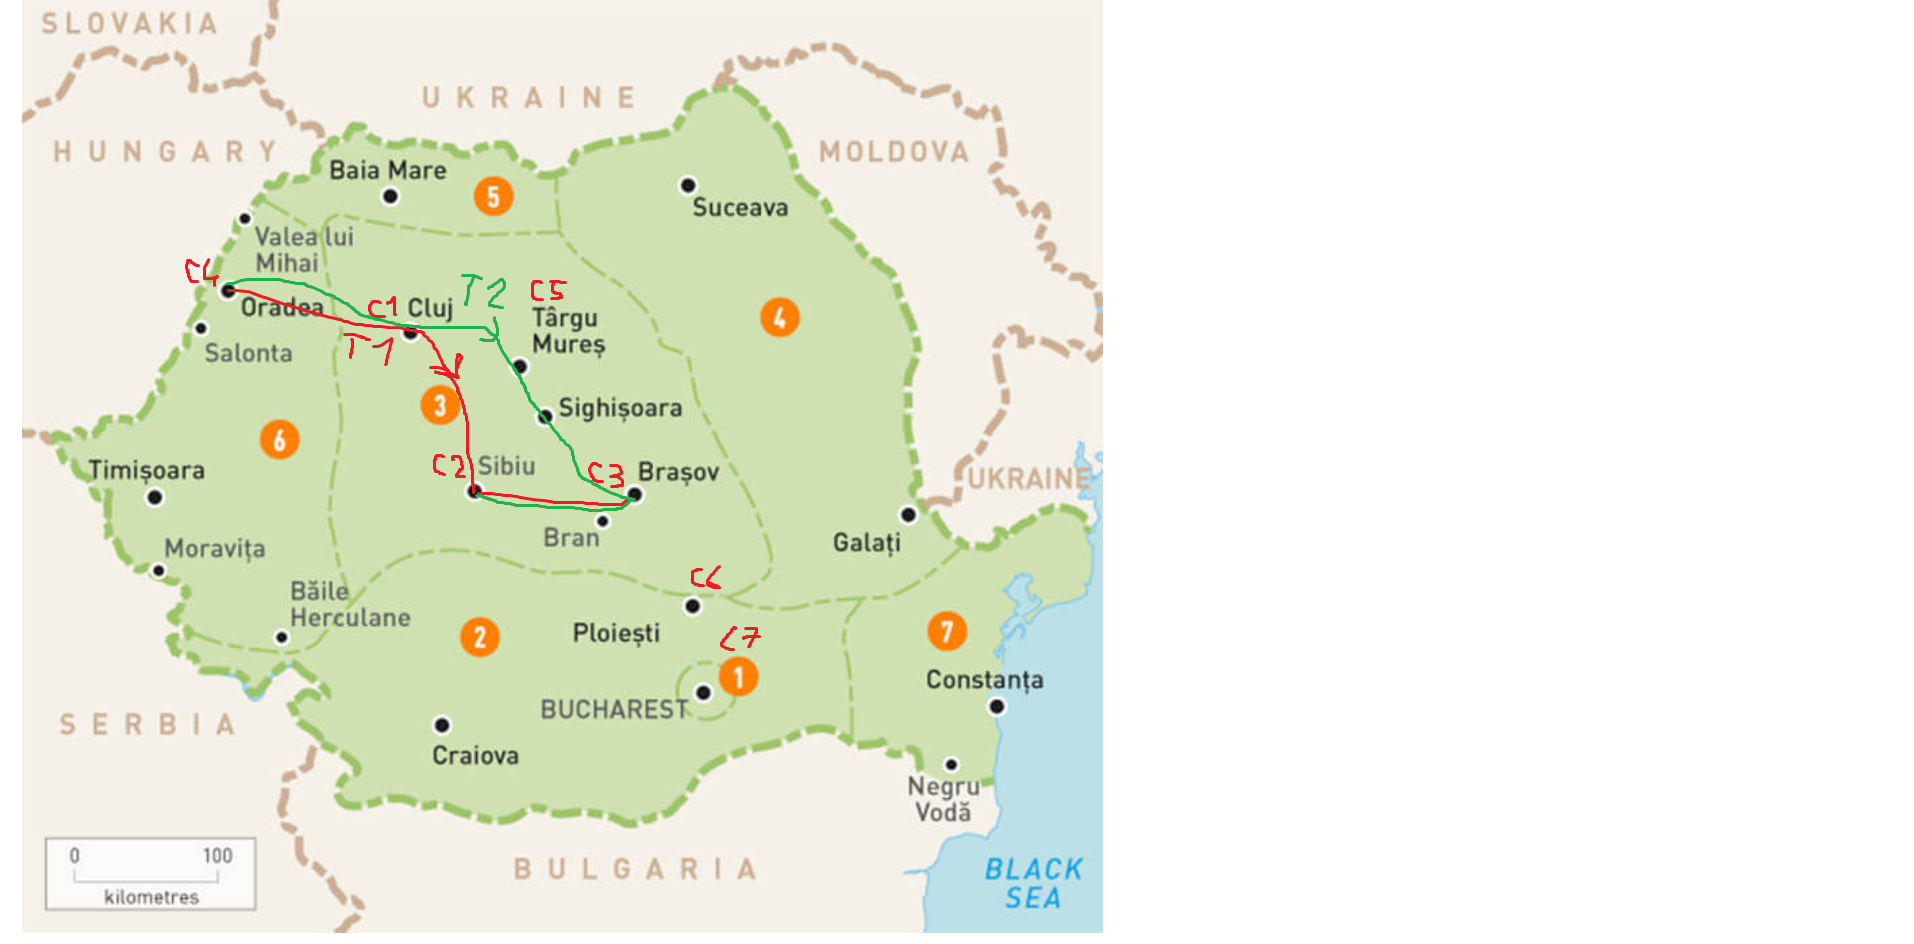 SLOVAKIA
UKRAINE
HUNGARY
MOLDOVA
Baia Mare
5
Suceava
Valea lui
Mihai
C4
Oradea
C1
Cluj
T2
C5
Târgu
Mureș
4
T1
Salonta
3
Sighișoara
6
Timișoara
C2
Sibiu
C3
Brașov
UKRAINE
Bran
Galați
Moravița
Băile
Herculane
C6
Ploiești
2
C7
1
7
BUCHAREST
Constanța
SERBIA
Craiova
Negru
Vodă
0 100
kilometres
BULGARIA
BLACK
SEA